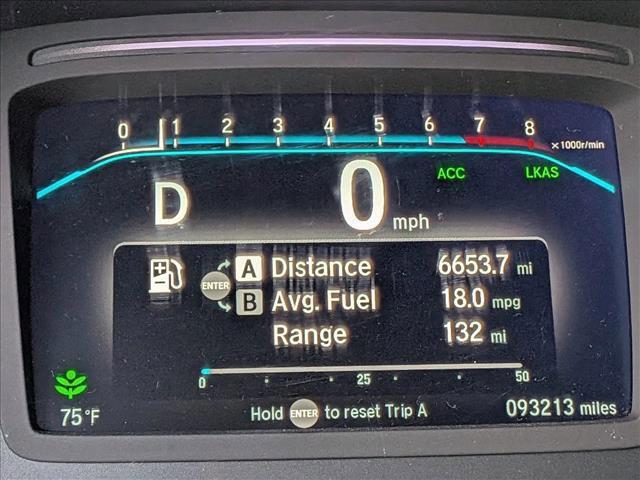 0 1 2 3 4 5 6 7 8 x1000r/min
ACC LKAS
D 0 mph
A Distance 6653.7 mi
ENTER
B Avg. Fuel 18.0 mpg
Range 132 mi
0 25 50
75°F Hold ENTER to reset Trip A 093213 miles